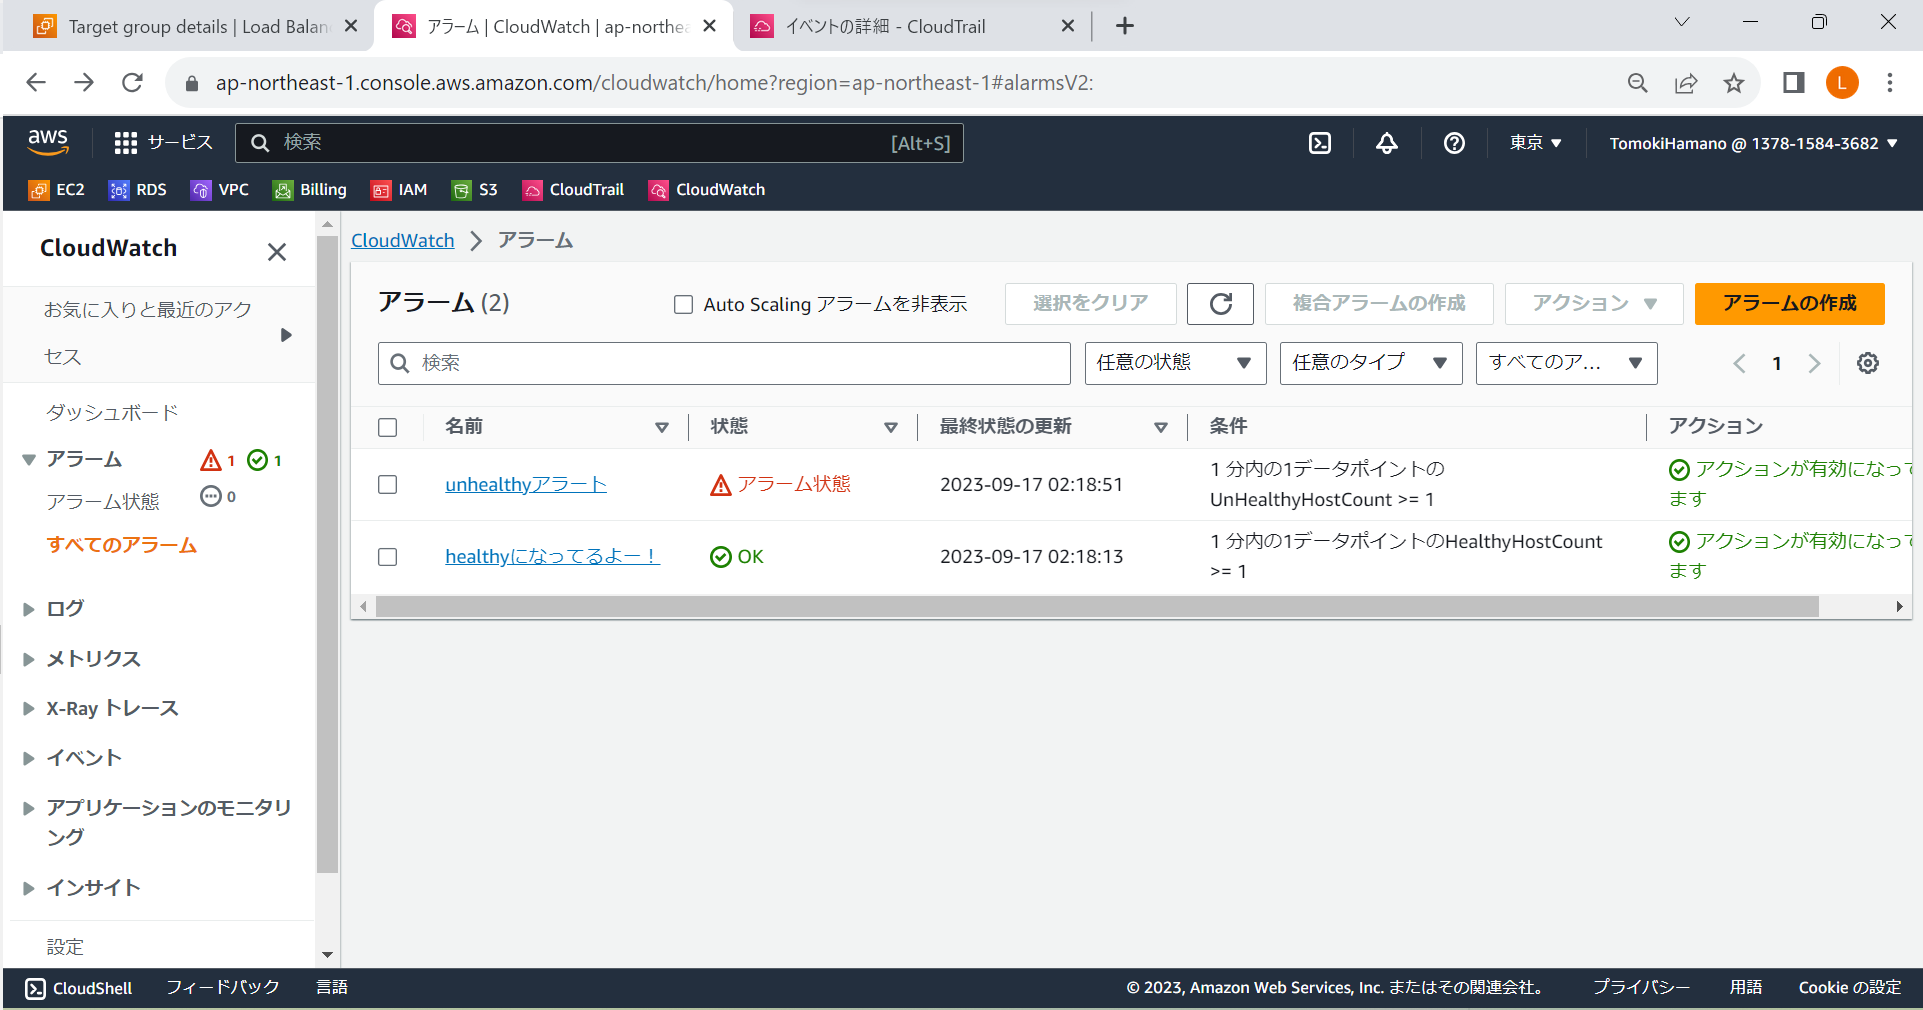 Target group details | Load Balan
アラーム | CloudWatch | ap-northea
イベントの詳細 - CloudTrail
ap-northeast-1.console.aws.amazon.com/cloudwatch/home?region=ap-northeast-1#alarmsV2:
L
aws
サービス
検索
[Alt+S]
東京
TomokiHamano @ 1378-1584-3682
EC2
RDS
VPC
Billing
IAM
S3
CloudTrail
CloudWatch
CloudWatch
お気に入りと最近のアク
セス
ダッシュボード
アラーム
1
1
アラーム状態
0
すべてのアラーム
ログ
メトリクス
X-Ray トレース
イベント
アプリケーションのモニタリ
ング
インサイト
設定
CloudWatch
アラーム
アラーム (2)
Auto Scaling アラームを非表示
選択をクリア
複合アラームの作成
アクション
アラームの作成
検索
任意の状態
任意のタイプ
すべてのア...
1
名前
状態
最終状態の更新
条件
アクション
unhealthyアラート
アラーム状態
2023-09-17 02:18:51
1 分内の1データポイントの
UnHealthyHostCount >= 1
アクションが有効になって
ます
healthyになってるよー！
OK
2023-09-17 02:18:13
1 分内の1データポイントのHealthyHostCount
>= 1
アクションが有効になって
ます
CloudShell
フィードバック
言語
© 2023, Amazon Web Services, Inc. またはその関連会社。
プライバシー
用語
Cookie の設定